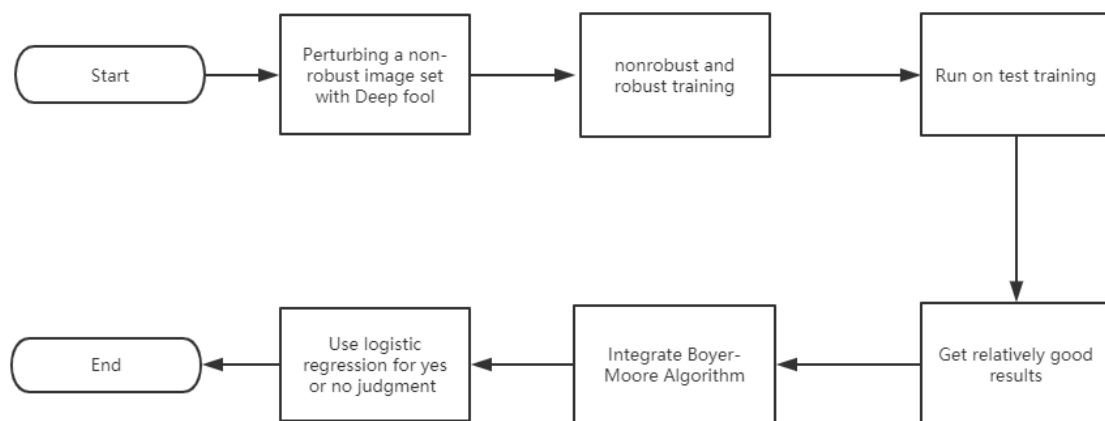 Start
Perturbing a non-
robust image set
with Deep fool
nonrobust and
robust training
Run on test training
Get relatively good
results
Integrate Boyer-
Moore Algorithm
Use logistic
regression for yes
or no judgment
End